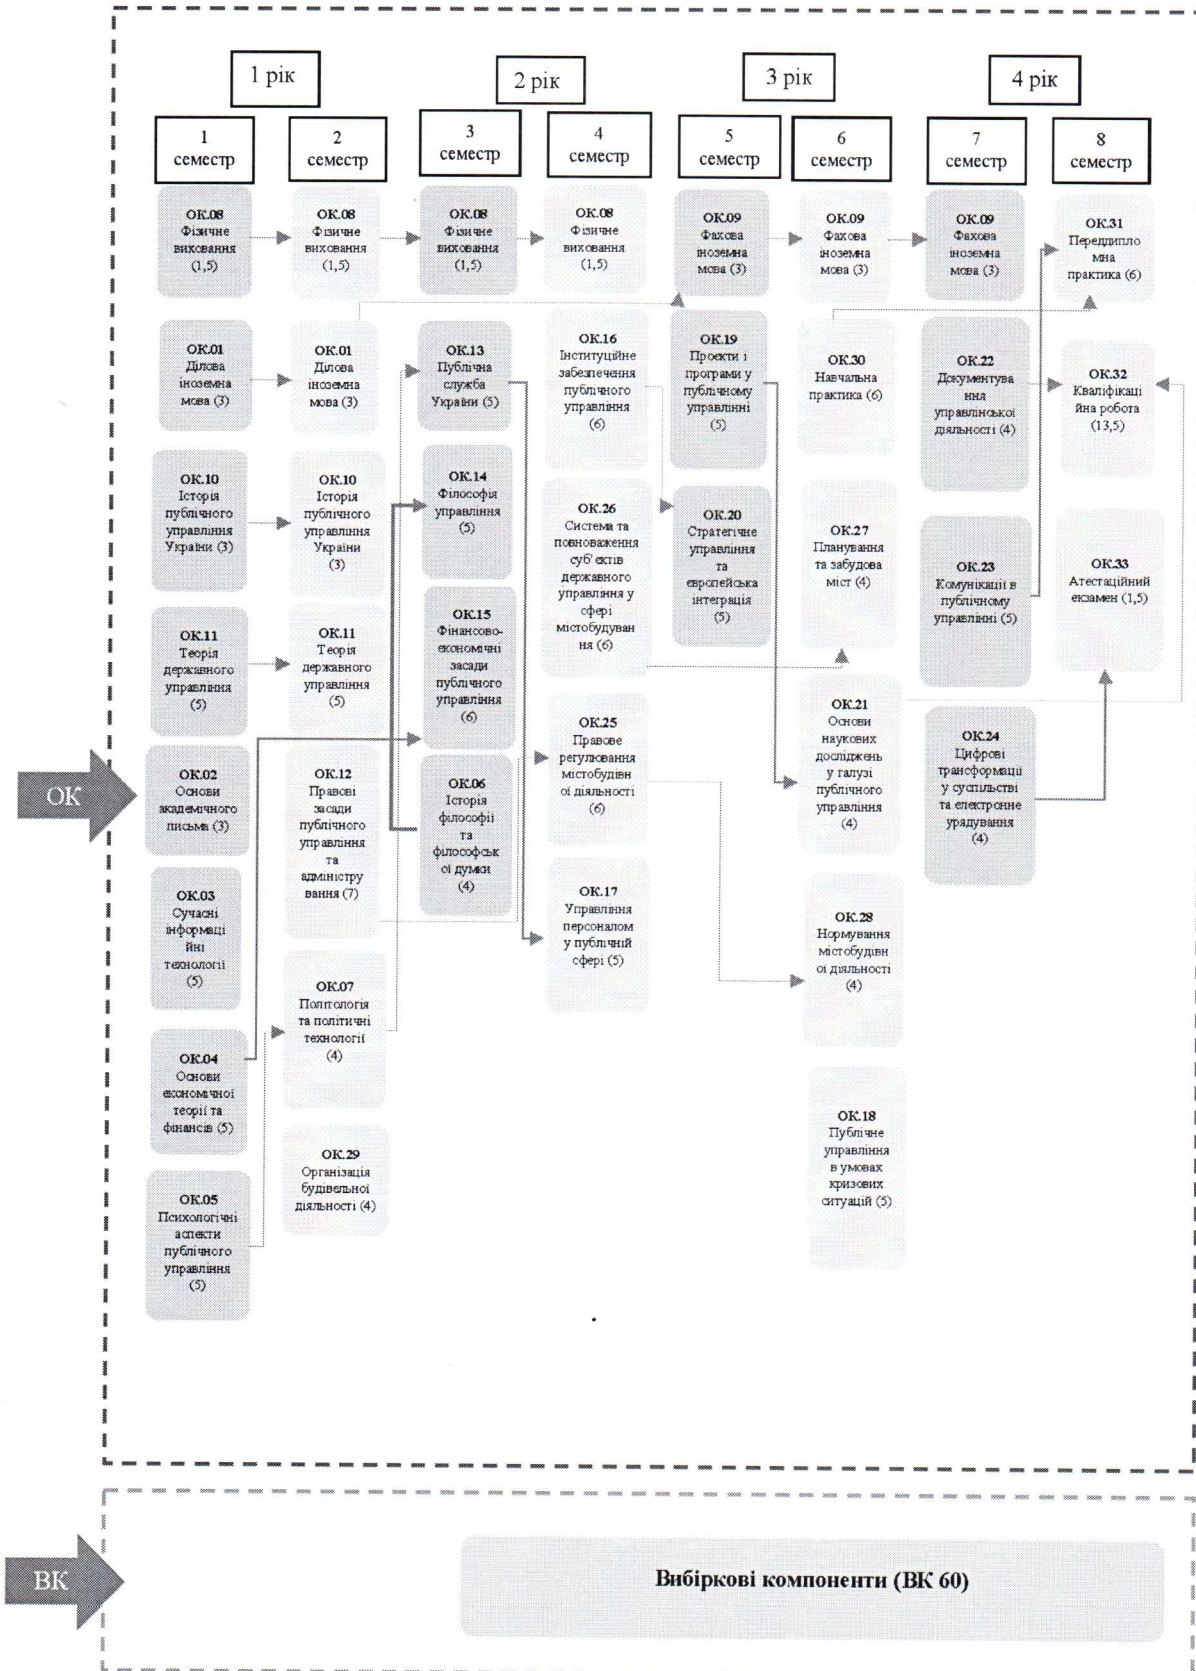 1 рік
2 рік
3 рік
4 рік
1
семестр
2
семестр
3
семестр
4
семестр
5
семестр
6
семестр
7
семестр
8
семестр
ОК.08
Фізичне
виховання
(1,5)
ОК.01
Ділова
іноземна
мова (3)
ОК.10
Історія
публічного
управління
України (3)
ОК.11
Теорія
державного
управління
(5)
ОК
ОК.02
Основи
академічного
письма (3)
ОК.03
Сучасні
інформаці
йні
технології
(5)
ОК.04
Основи
економічної
теорії та
фінансів (5)
ОК.05
Психологічні
аспекти
публічного
управління
(5)
ОК.08
Фізичне
виховання
(1,5)
ОК.01
Ділова
іноземна
мова (3)
ОК.10
Історія
публічного
управління
України
(3)
ОК.11
Теорія
державного
управління
(5)
ОК.12
Правові
засади
публічного
управління
та
адміністру
вання (7)
ОК.07
Політологія
та політичні
технології
(4)
ОК.29
Організація
будівельної
діяльності (4)
ОК.08
Фізичне
виховання
(1,5)
ОК.13
Публічна
служба
України (5)
ОК.14
Філософія
управління
(5)
ОК.15
Фінансово-
економічні
засади
публічного
управління
(6)
ОК.06
Історія
філософії
та
філософськ
ої думки
(4)
ОК.08
Фізичне
виховання
(1,5)
ОК.16
Інституційне
забезпечення
публічного
управління
(6)
ОК.26
Система та
повноваження
суб'єктів
державного
управління у
сфері
містобудуван
ня (6)
ОК.25
Правове
регулювання
містобудівн
ої діяльності
(6)
ОК.17
Управління
персоналом
у публічній
сфері (5)
ОК.09
Фахова
іноземна
мова (3)
ОК.19
Проекти і
програми у
публічному
управлінні
(5)
ОК.20
Стратегічне
управління
та
європейська
інтеграція
(5)
ОК.09
Фахова
іноземна
мова (3)
ОК.30
Навчальна
практика (6)
ОК.27
Планування
та забудова
міст (4)
ОК.21
Основи
наукових
досліджень
у галузі
публічного
управління
(4)
ОК.28
Нормування
містобудівн
ої діяльності
(4)
ОК.18
Публічне
управління
в умовах
кризових
ситуацій (5)
ОК.09
Фахова
іноземна
мова (3)
ОК.22
Документува
ння
управлінської
діяльності (4)
ОК.23
Комунікації в
публічному
управлінні (5)
ОК.24
Цифрові
трансформації
у суспільстві
та електронне
урядування
(4)
ОК.31
Переддипло
мна
практика (6)
ОК.32
Кваліфікаці
йна робота
(13,5)
ОК.33
Атестаційний
екзамен (1,5)
ВК
Вибіркові компоненти (ВК 60)